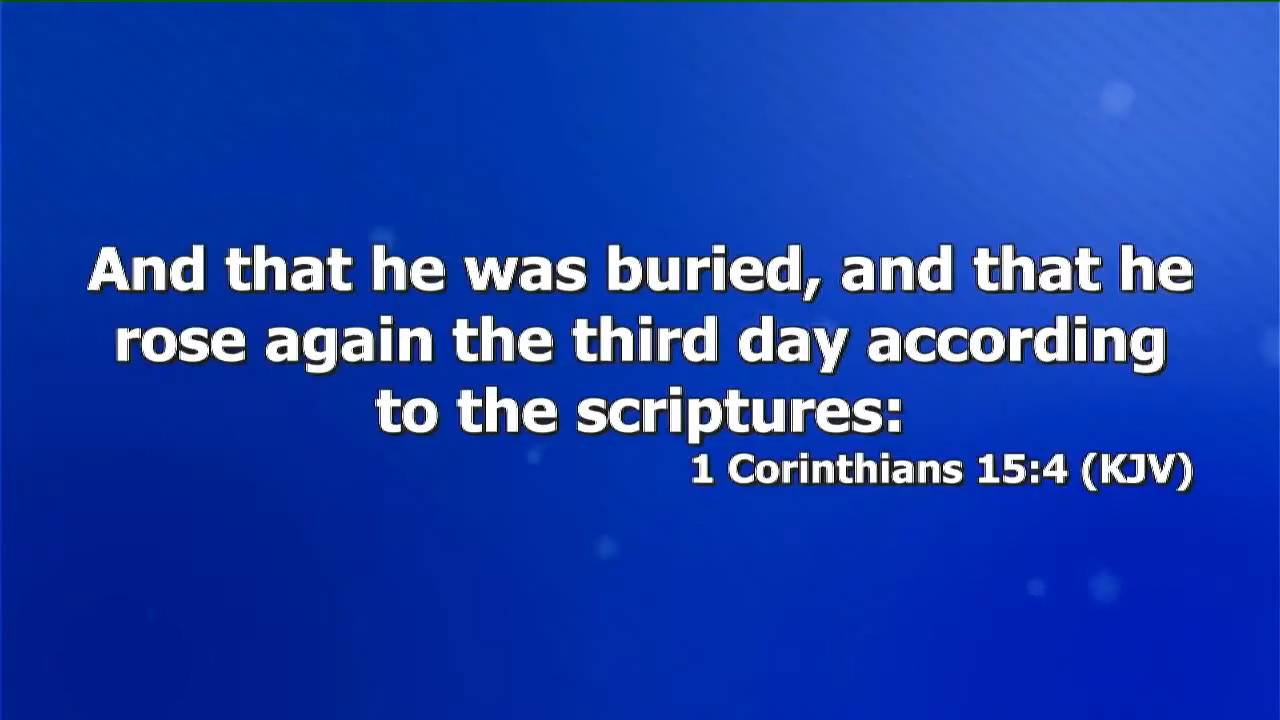 And that he was buried, and that he
rose again the third day according
to the scriptures:
1 Corinthians 15:4 (KJV)